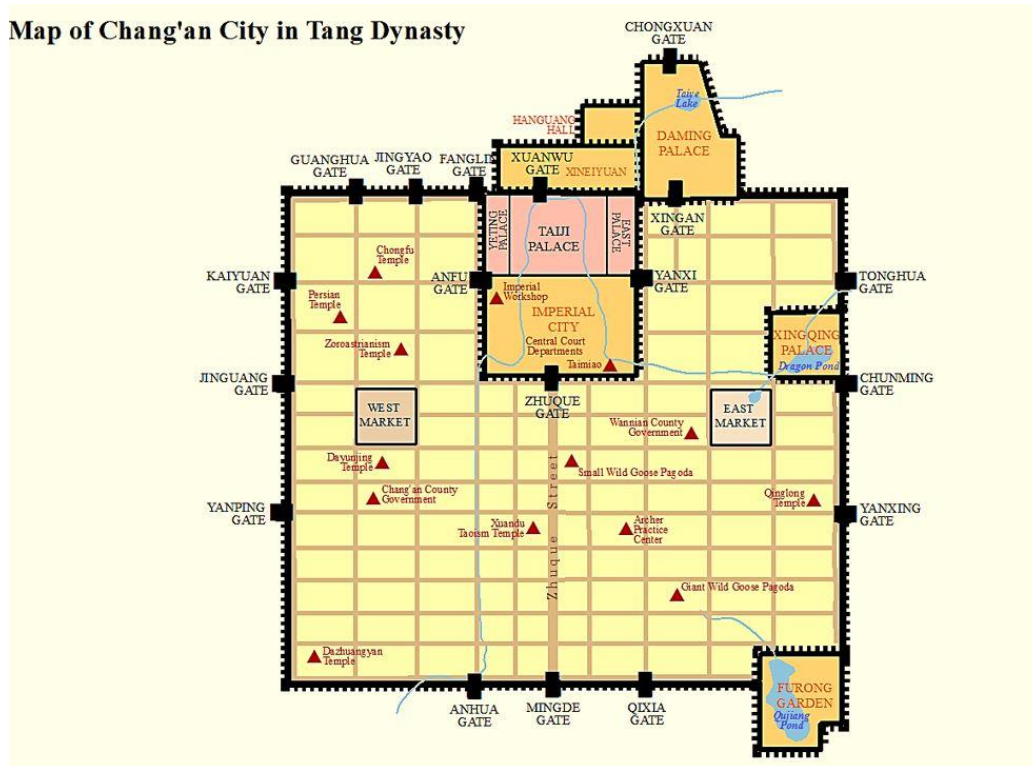 Map of Chang'an City in Tang Dynasty
CHONGXUAN
GATE
Taiye
Lake
HANGUANG
HALL
DAMING
PALACE
GUANGHUA
GATE
JINGYAO
GATE
FANGLIN
GATE
XUANWU
GATE
XINEIYUAN
YETING
PALACE
TAIJI
PALACE
EAST
PALACE
XINGAN
GATE
Chongfu
Temple
KAIYUAN
GATE
ANFU
GATE
YANXI
GATE
TONGHUA
GATE
Imperial
Workshop
Persian
Temple
IMPERIAL
CITY
Central Court
Departments
XINGQING
PALACE
Dragon Pond
Zoroastrianism
Temple
Taimiao
JINGUANG
GATE
CHUNMING
GATE
ZHUQUE
GATE
WEST
MARKET
EAST
MARKET
Wannian County
Government
Dayunjing
Temple
Small Wild Goose Pagoda
Chang'an County
Government
Qinglong
Temple
YANPING
GATE
YANXING
GATE
Zhuque Street
Xuandu
Taoism Temple
Archer
Practice
Center
Giant Wild Goose Pagoda
Dazhuangyan
Temple
FURONG
GARDEN
Qujiang
Pond
ANHUA
GATE
MINGDE
GATE
QIXIA
GATE